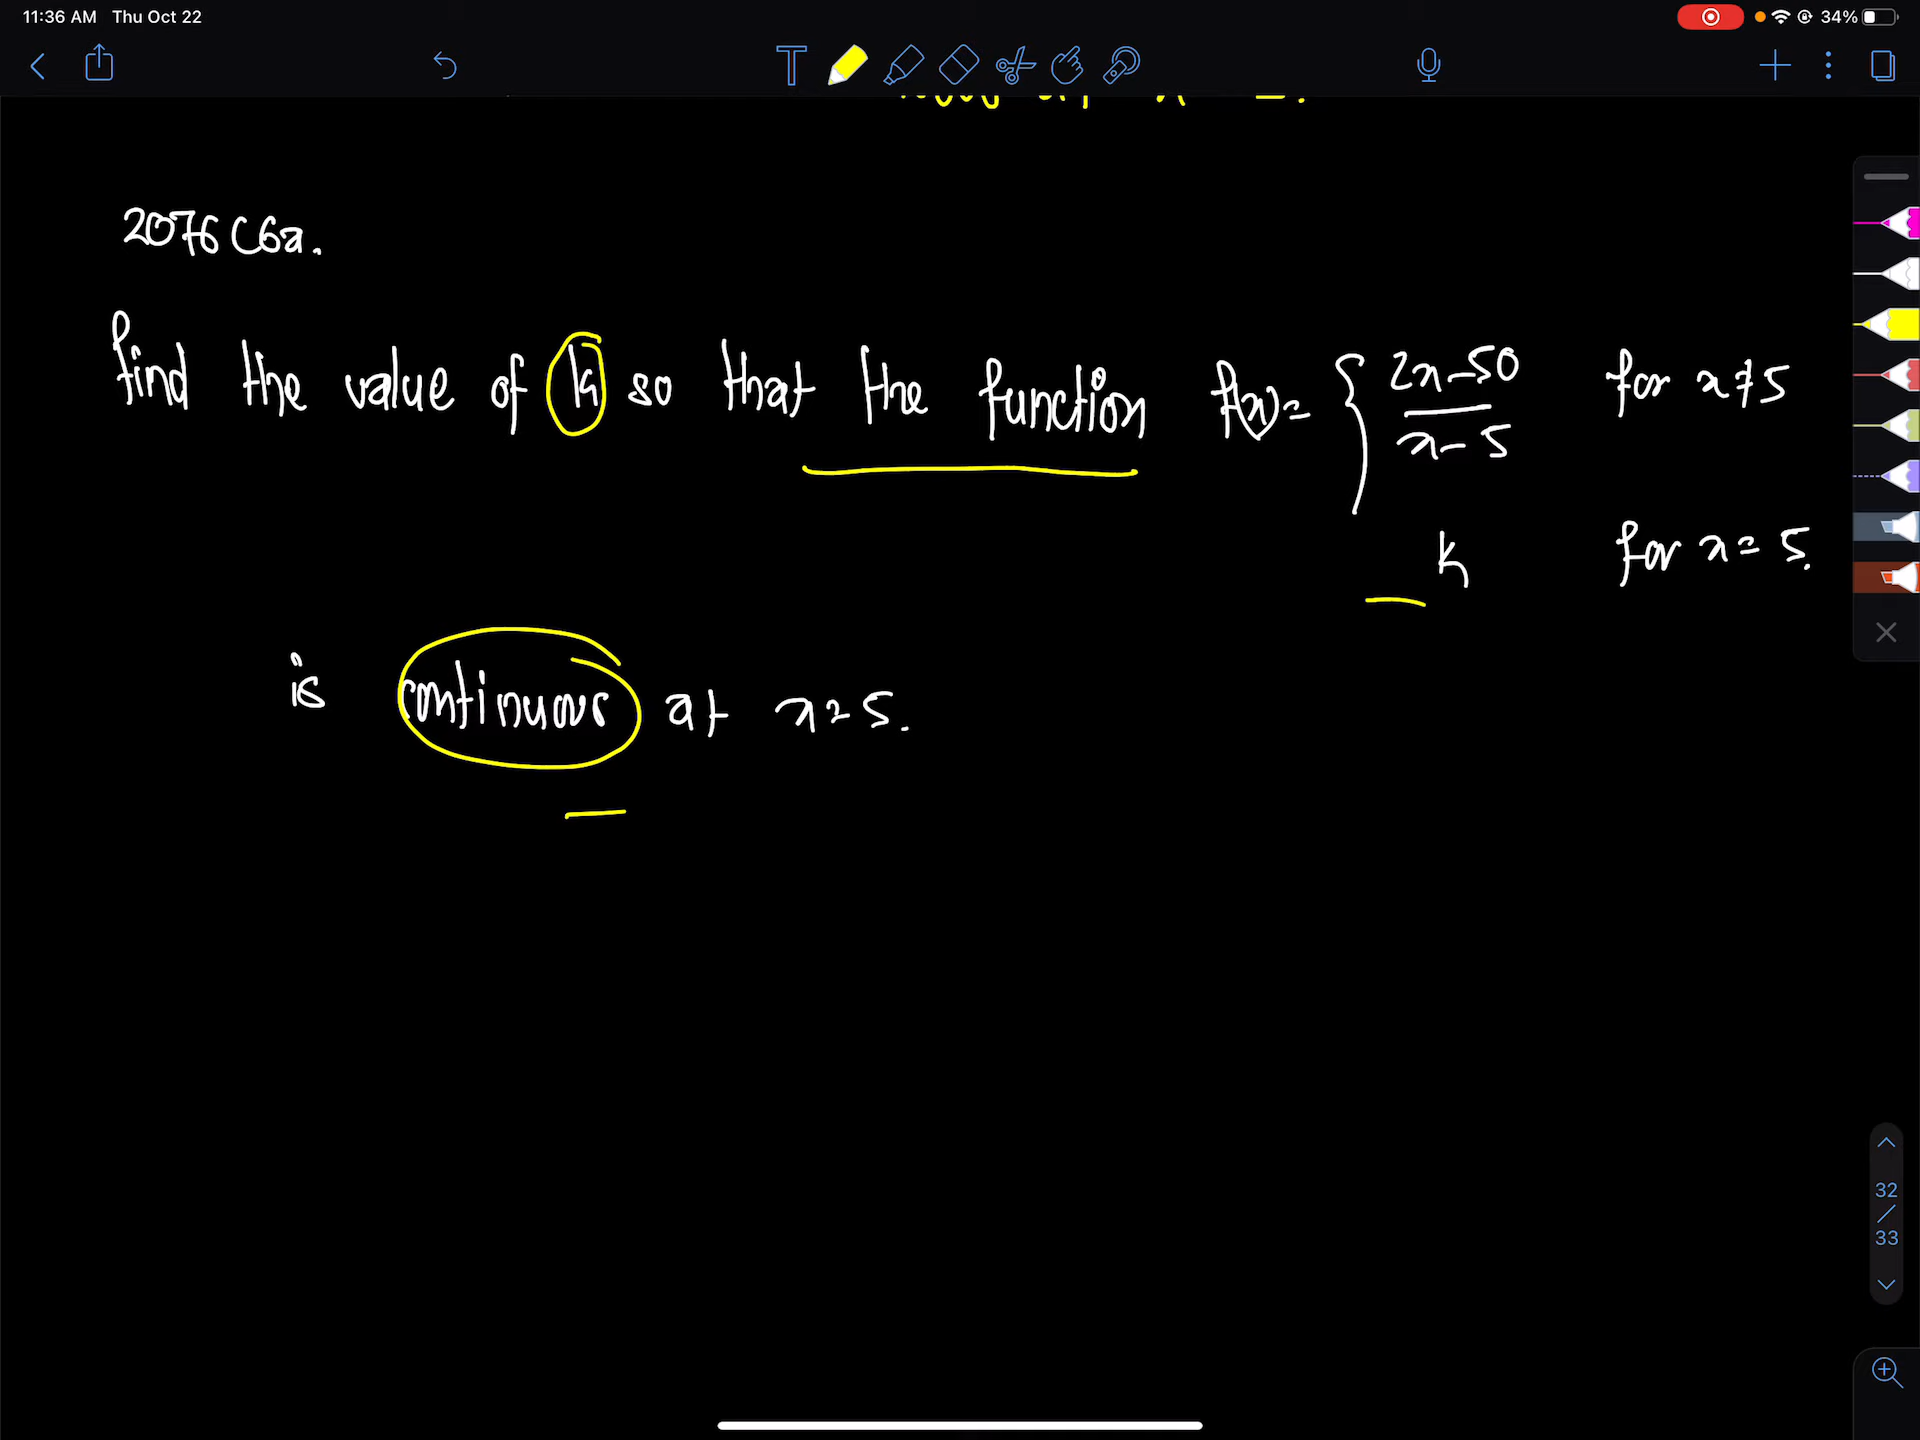 11:36 AM Thu Oct 22
34%
2076 C6a.
find the value of k so that the function f(x)= { 2x-50 / x-5 for x≠5
k for x=5.
is continuous at x=5.
32
/
33